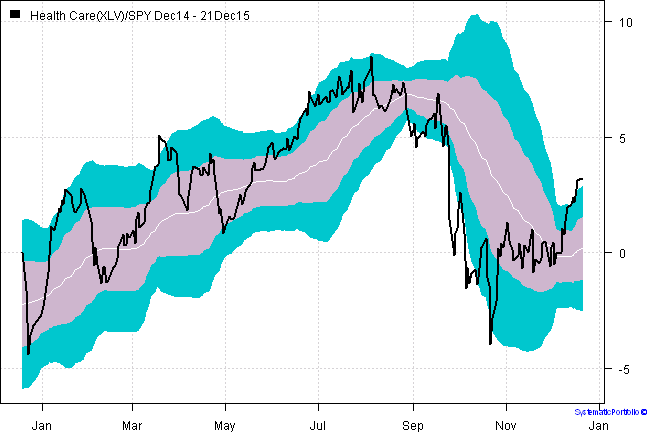 Health Care(XLV)/SPY Dec14 - 21Dec15
10
5
0
-5
Jan Mar May Jul Sep Nov Jan
SystematicPortfolio ©